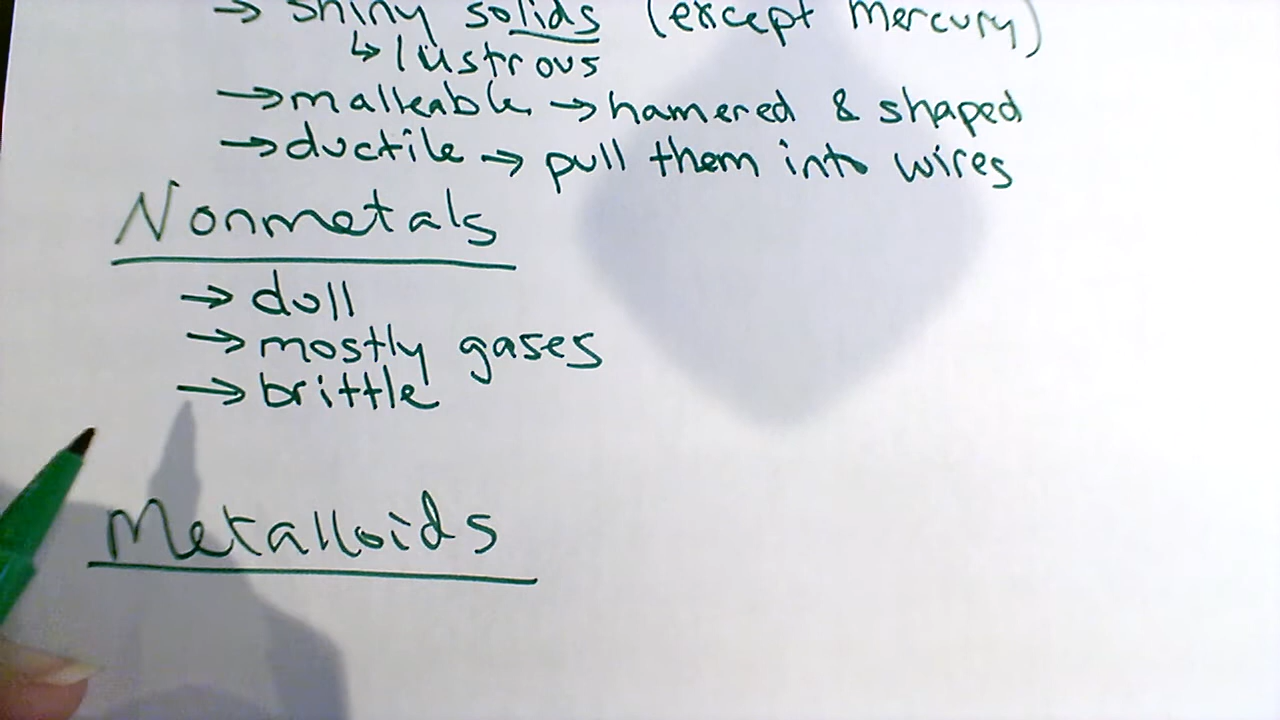 → shiny solids (except mercury)
↳ lustrous
→ malleable → hamered & shaped
→ ductile → pull them into wires
Nonmetals
→ dull
→ mostly gases
→ brittle
Metalloids